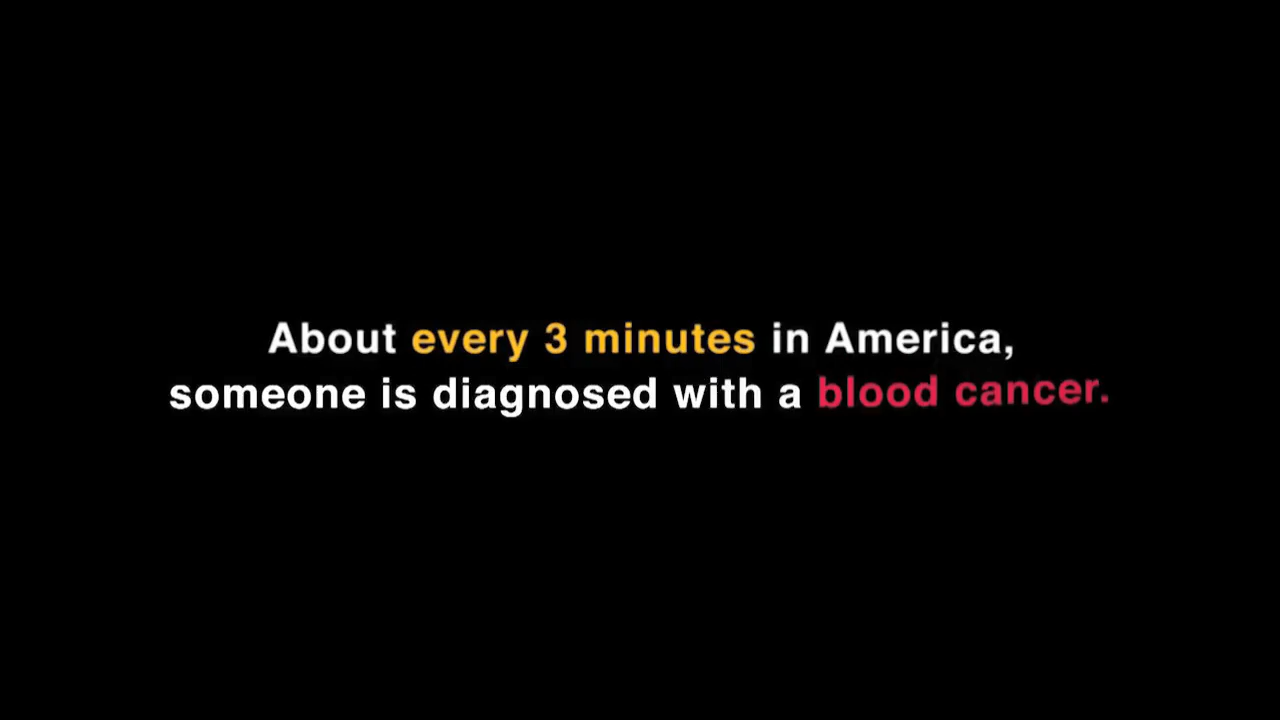 About every 3 minutes in America,
someone is diagnosed with a blood cancer.